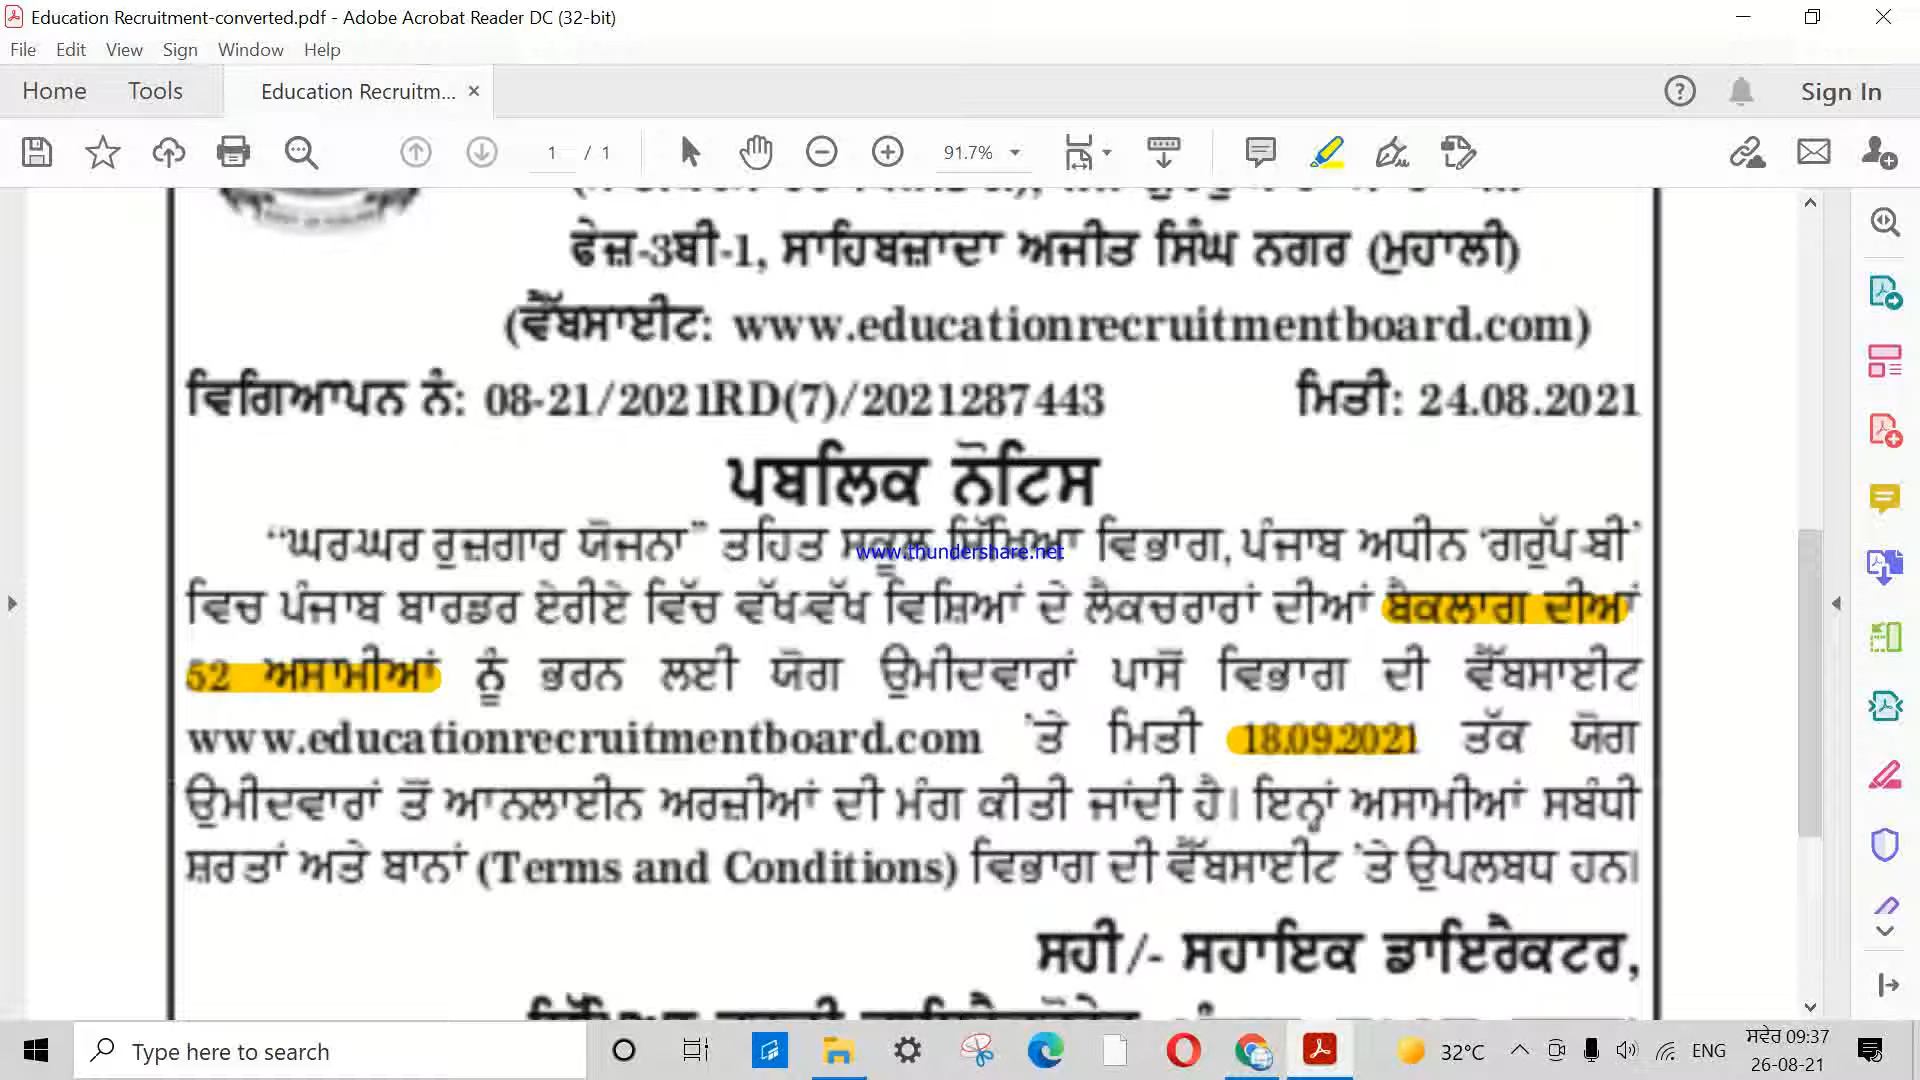 Education Recruitment-converted.pdf - Adobe Acrobat Reader DC (32-bit)
File Edit View Sign Window Help
Home Tools Education Recruitm... Sign In
1 / 1 91.7%
ਫੇਜ਼-3ਬੀ-1, ਸਾਹਿਬਜ਼ਾਦਾ ਅਜੀਤ ਸਿੰਘ ਨਗਰ (ਮੁਹਾਲੀ)
(ਵੈੱਬਸਾਈਟ: www.educationrecruitmentboard.com)
ਵਿਗਿਆਪਨ ਨੰ: 08-21/2021RD(7)/2021287443 ਮਿਤੀ: 24.08.2021
ਪਬਲਿਕ ਨੋਟਿਸ
“ਘਰ-ਘਰ ਰੁਜ਼ਗਾਰ ਯੋਜਨਾ” ਤਹਿਤ ਸਕੂਲ ਸਿੱਖਿਆ ਵਿਭਾਗ, ਪੰਜਾਬ ਅਧੀਨ ‘ਗਰੁੱਪ-ਬੀ’
www.thundershare.net
ਵਿਚ ਪੰਜਾਬ ਬਾਰਡਰ ਏਰੀਏ ਵਿੱਚ ਵੱਖ-ਵੱਖ ਵਿਸ਼ਿਆਂ ਦੇ ਲੈਕਚਰਾਰਾਂ ਦੀਆਂ ਬੈਕਲਾਗ ਦੀਆਂ
52 ਅਸਾਮੀਆਂ ਨੂੰ ਭਰਨ ਲਈ ਯੋਗ ਉਮੀਦਵਾਰਾਂ ਪਾਸੋਂ ਵਿਭਾਗ ਦੀ ਵੈੱਬਸਾਈਟ
www.educationrecruitmentboard.com 'ਤੇ ਮਿਤੀ 18.09.2021 ਤੱਕ ਯੋਗ
ਉਮੀਦਵਾਰਾਂ ਤੋਂ ਆਨਲਾਈਨ ਅਰਜ਼ੀਆਂ ਦੀ ਮੰਗ ਕੀਤੀ ਜਾਂਦੀ ਹੈ। ਇਨ੍ਹਾਂ ਅਸਾਮੀਆਂ ਸਬੰਧੀ
ਸ਼ਰਤਾਂ ਅਤੇ ਬਾਨਾਂ (Terms and Conditions) ਵਿਭਾਗ ਦੀ ਵੈੱਬਸਾਈਟ 'ਤੇ ਉਪਲਬਧ ਹਨ।
ਸਹੀ/- ਸਹਾਇਕ ਡਾਇਰੈਕਟਰ,
Type here to search 32°C ENG ਸਵੇਰ 09:37
26-08-21